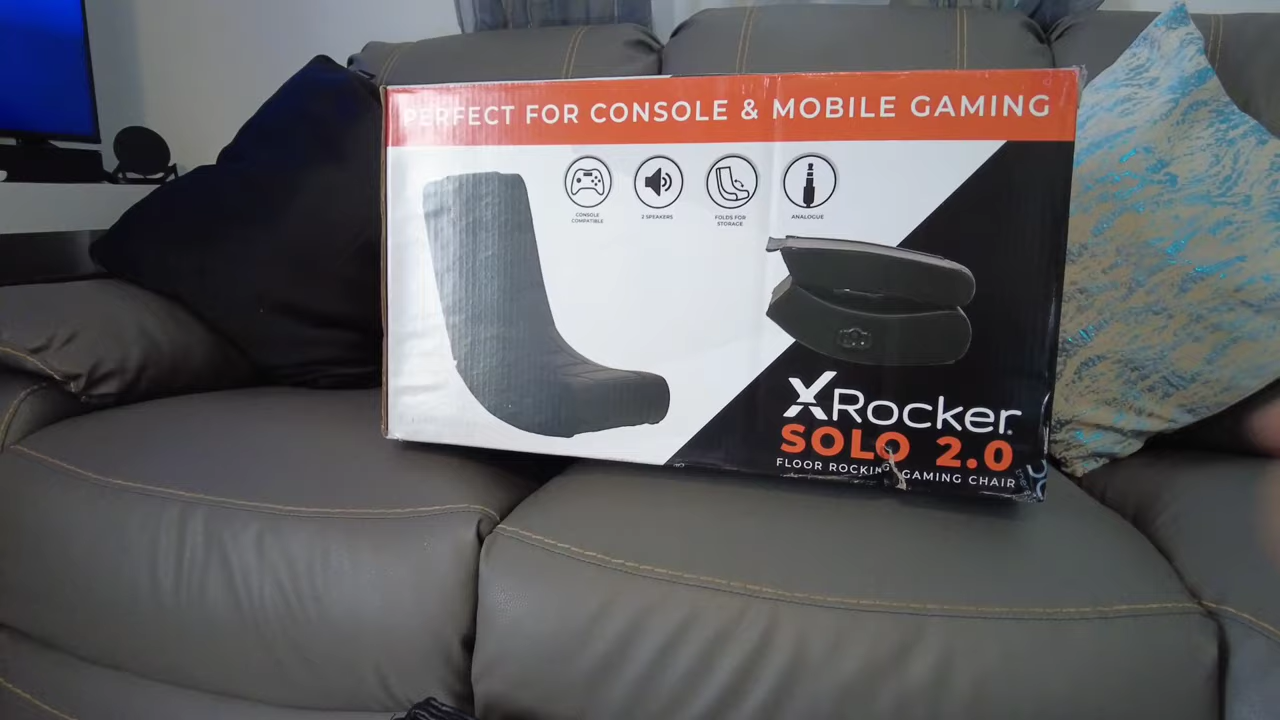 PERFECT FOR CONSOLE & MOBILE GAMING
CONSOLE
COMPATIBLE
2 SPEAKERS
FOLDS FOR
STORAGE
ANALOGUE
XRocker
SOLO 2.0
FLOOR ROCKING GAMING CHAIR